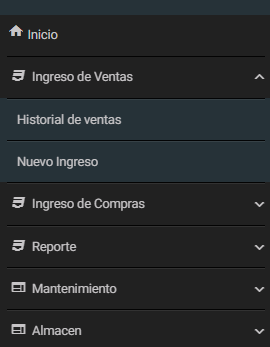 Inicio
Ingreso de Ventas
Historial de ventas
Nuevo Ingreso
Ingreso de Compras
Reporte
Mantenimiento
Almacen